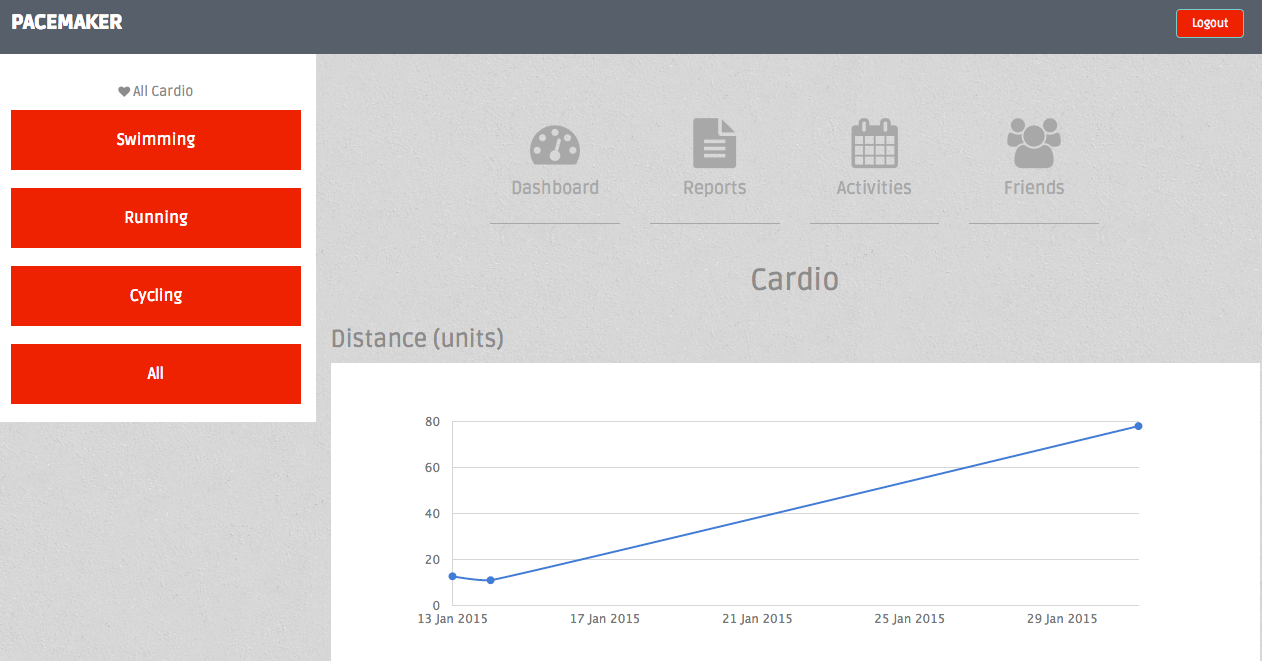 PACEMAKER
Logout
All Cardio
Swimming
Running
Cycling
All
Dashboard Reports Activities Friends
Cardio
Distance (units)
80
60
40
20
0
13 Jan 2015 17 Jan 2015 21 Jan 2015 25 Jan 2015 29 Jan 2015